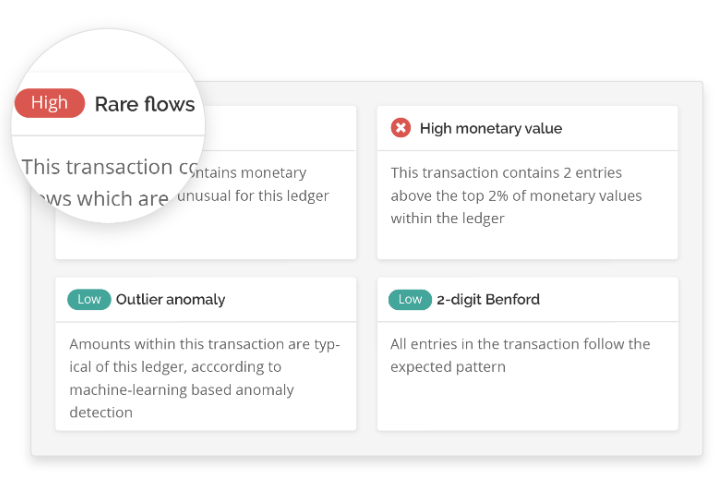 High Rare flows
This transaction co ntains monetary
ows which are unusual for this ledger
High monetary value
This transaction contains 2 entries
above the top 2% of monetary values
within the ledger
Low Outlier anomaly
Amounts within this transaction are typ-
ical of this ledger, acccording to
machine-learning based anomaly
detection
Low 2-digit Benford
All entries in the transaction follow the
expected pattern